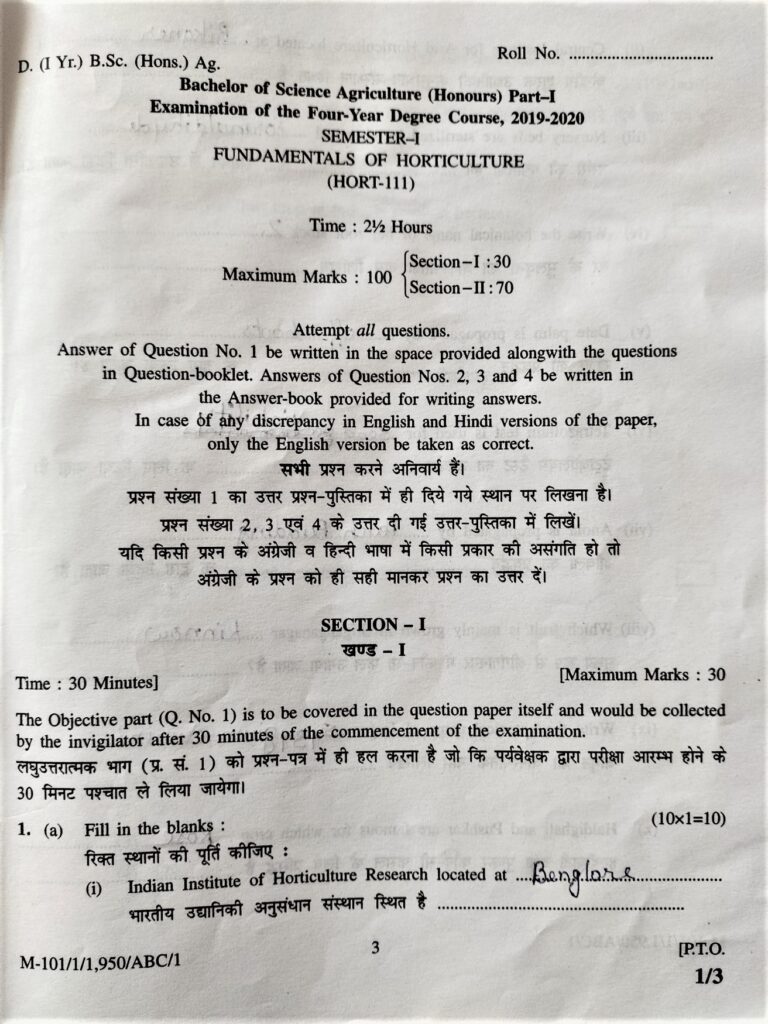 Roll No. ..................................
D. (I Yr.) B.Sc. (Hons.) Ag.
Bachelor of Science Agriculture (Honours) Part–I
Examination of the Four-Year Degree Course, 2019-2020
SEMESTER–I
FUNDAMENTALS OF HORTICULTURE
(HORT-111)
Time : 2½ Hours
Maximum Marks : 100 { Section–I : 30
Section–II : 70
Attempt all questions.
Answer of Question No. 1 be written in the space provided alongwith the questions
in Question-booklet. Answers of Question Nos. 2, 3 and 4 be written in
the Answer-book provided for writing answers.
In case of any discrepancy in English and Hindi versions of the paper,
only the English version be taken as correct.
सभी प्रश्न करने अनिवार्य हैं।
प्रश्न संख्या 1 का उत्तर प्रश्न-पुस्तिका में ही दिये गये स्थान पर लिखना है।
प्रश्न संख्या 2, 3 एवं 4 के उत्तर दी गई उत्तर-पुस्तिका में लिखें।
यदि किसी प्रश्न के अंग्रेजी व हिन्दी भाषा में किसी प्रकार की असंगति हो तो
अंग्रेजी के प्रश्न को ही सही मानकर प्रश्न का उत्तर दें।
SECTION – I
खण्ड – I
Time : 30 Minutes] [Maximum Marks : 30
The Objective part (Q. No. 1) is to be covered in the question paper itself and would be collected
by the invigilator after 30 minutes of the commencement of the examination.
लघुउत्तरात्मक भाग (प्र. सं. 1) को प्रश्न-पत्र में ही हल करना है जो कि पर्यवेक्षक द्वारा परीक्षा आरम्भ होने के
30 मिनट पश्चात ले लिया जायेगा।
1. (a) Fill in the blanks : (10x1=10)
रिक्त स्थानों की पूर्ति कीजिए :
(i) Indian Institute of Horticulture Research located at ....Benglore....................
भारतीय उद्यानिकी अनुसंधान संस्थान स्थित है ..................................................
3
M-101/1/1,950/ABC/1 [P.T.O.
1/3